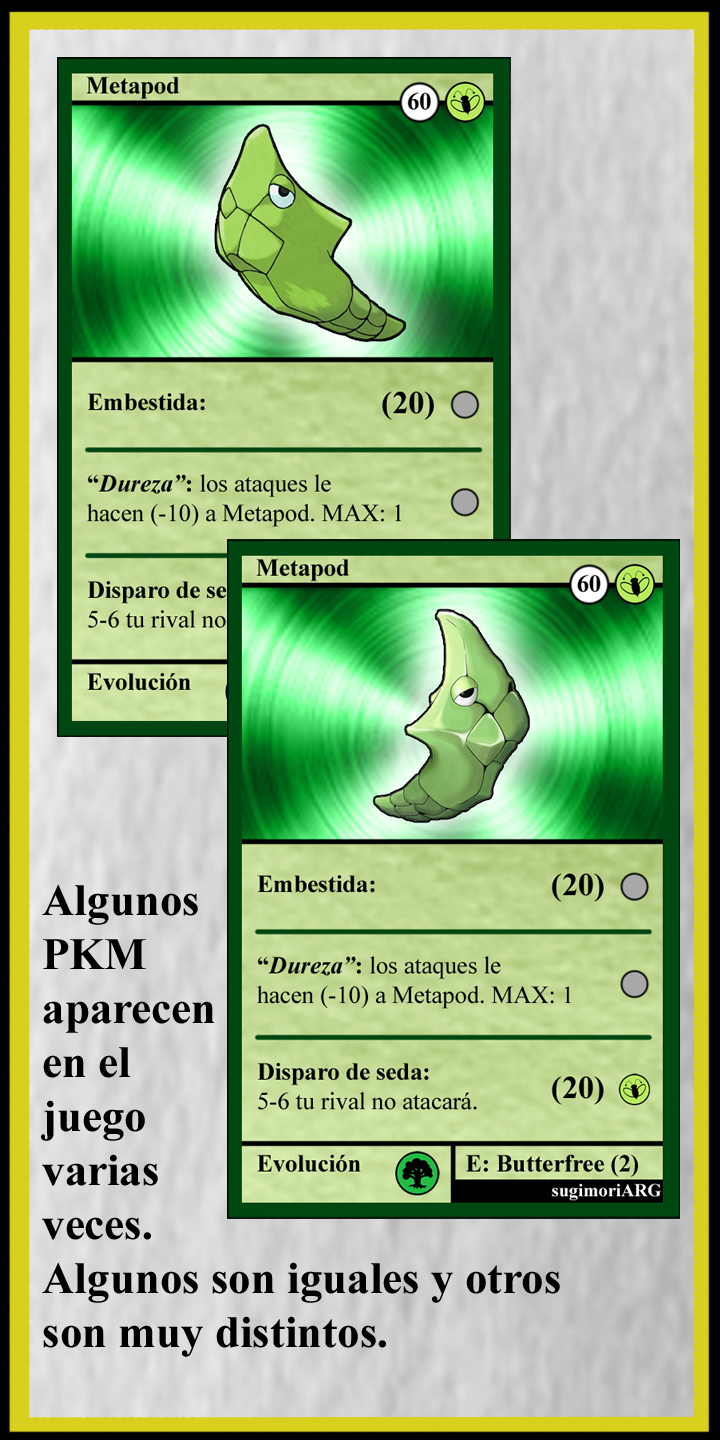 Metapod
60
Embestida: (20)
“Dureza”: los ataques le
hacen (-10) a Metapod. MAX: 1
Disparo de se
5-6 tu rival no
Evolución
Metapod
60
Embestida: (20)
“Dureza”: los ataques le
hacen (-10) a Metapod. MAX: 1
Disparo de seda: (20)
5-6 tu rival no atacará.
Evolución
E: Butterfree (2)
sugimoriARG
Algunos
PKM
aparecen
en el
juego
varias
veces.
Algunos son iguales y otros
son muy distintos.